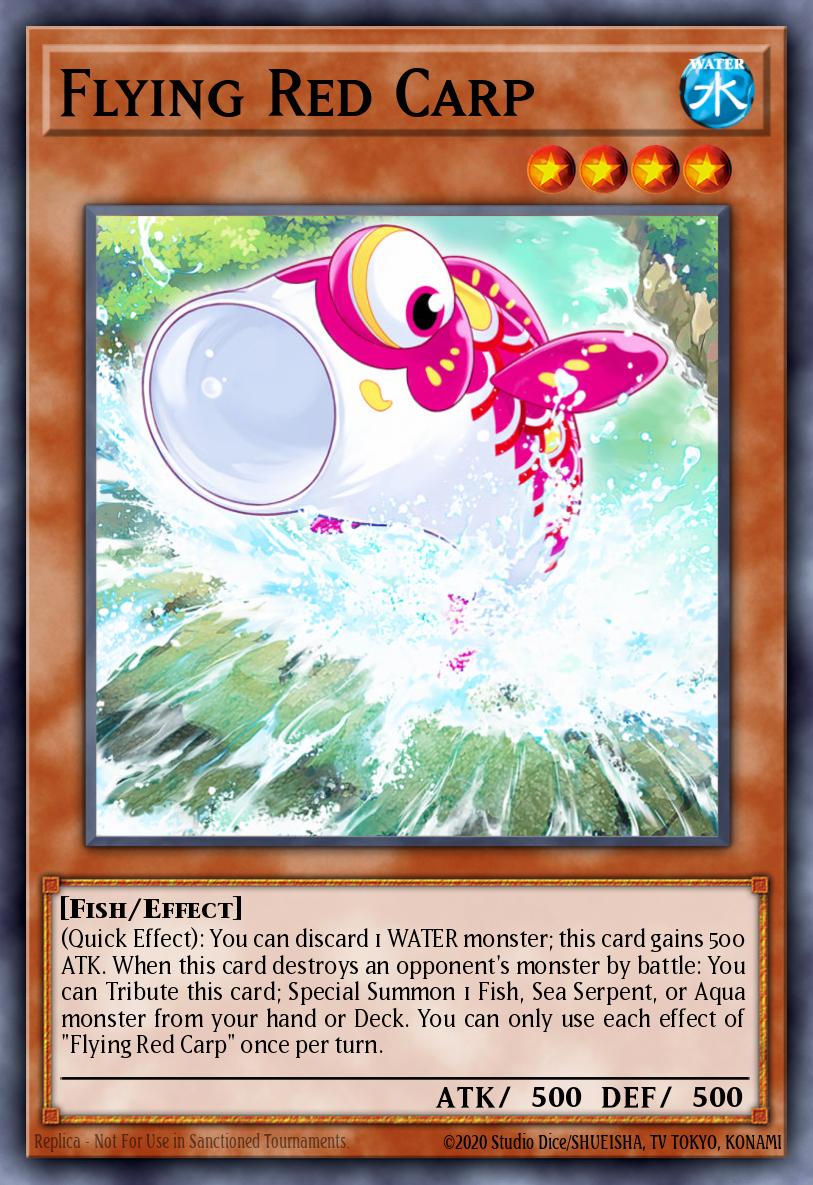 Flying Red Carp
WATER
水
[Fish/Effect]
(Quick Effect): You can discard 1 WATER monster; this card gains 500
ATK. When this card destroys an opponent's monster by battle: You
can Tribute this card; Special Summon 1 Fish, Sea Serpent, or Aqua
monster from your hand or Deck. You can only use each effect of
"Flying Red Carp" once per turn.
ATK/ 500 DEF/ 500
Replica - Not For Use in Sanctioned Tournaments.
©2020 Studio Dice/SHUEISHA, TV TOKYO, KONAMI